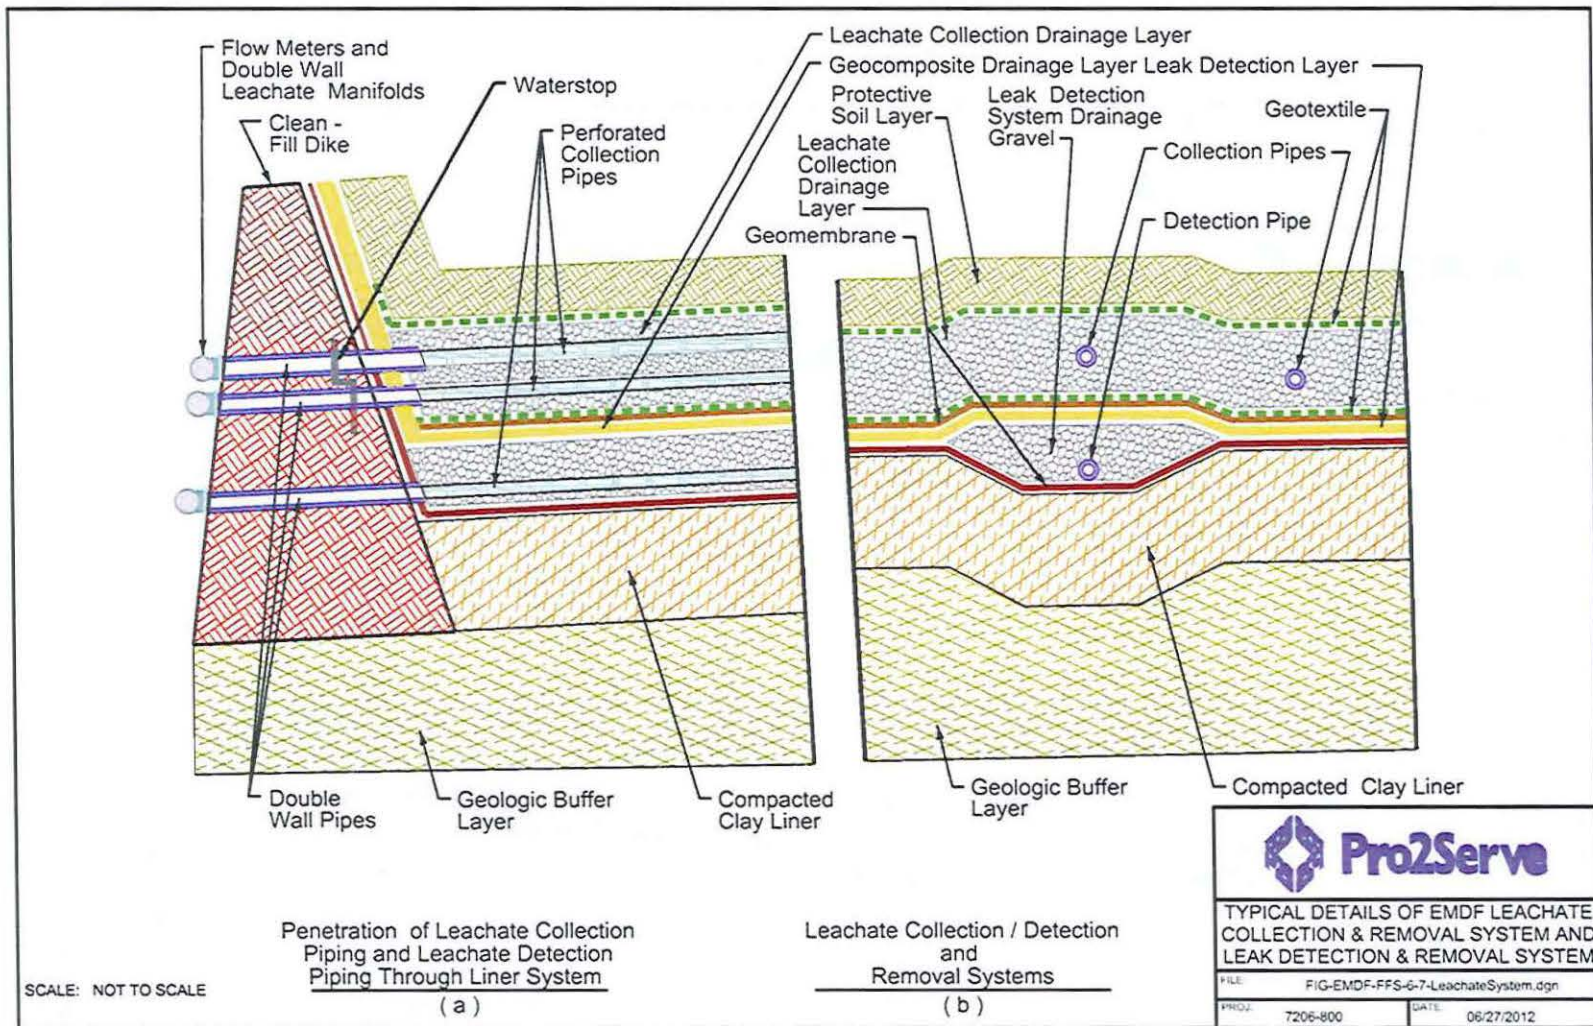 Flow Meters and
Double Wall
Leachate Manifolds
Clean -
Fill Dike
Waterstop
Perforated
Collection
Pipes
Leachate Collection Drainage Layer
Geocomposite Drainage Layer Leak Detection Layer
Protective
Soil Layer
Leak Detection
System Drainage
Gravel
Geotextile
Leachate
Collection
Drainage
Layer
Collection Pipes
Geomembrane
Detection Pipe
Double
Wall Pipes
Geologic Buffer
Layer
Compacted
Clay Liner
Geologic Buffer
Layer
Compacted Clay Liner
Penetration of Leachate Collection
Piping and Leachate Detection
Piping Through Liner System
( a )
Leachate Collection / Detection
and
Removal Systems
( b )
SCALE: NOT TO SCALE
Pro2Serve
TYPICAL DETAILS OF EMDF LEACHATE
COLLECTION & REMOVAL SYSTEM AND
LEAK DETECTION & REMOVAL SYSTEM
FILE: FIG-EMDF-FFS-6-7-LeachateSystem.dgn
PROJ. 7206-800
DATE. 06/27/2012